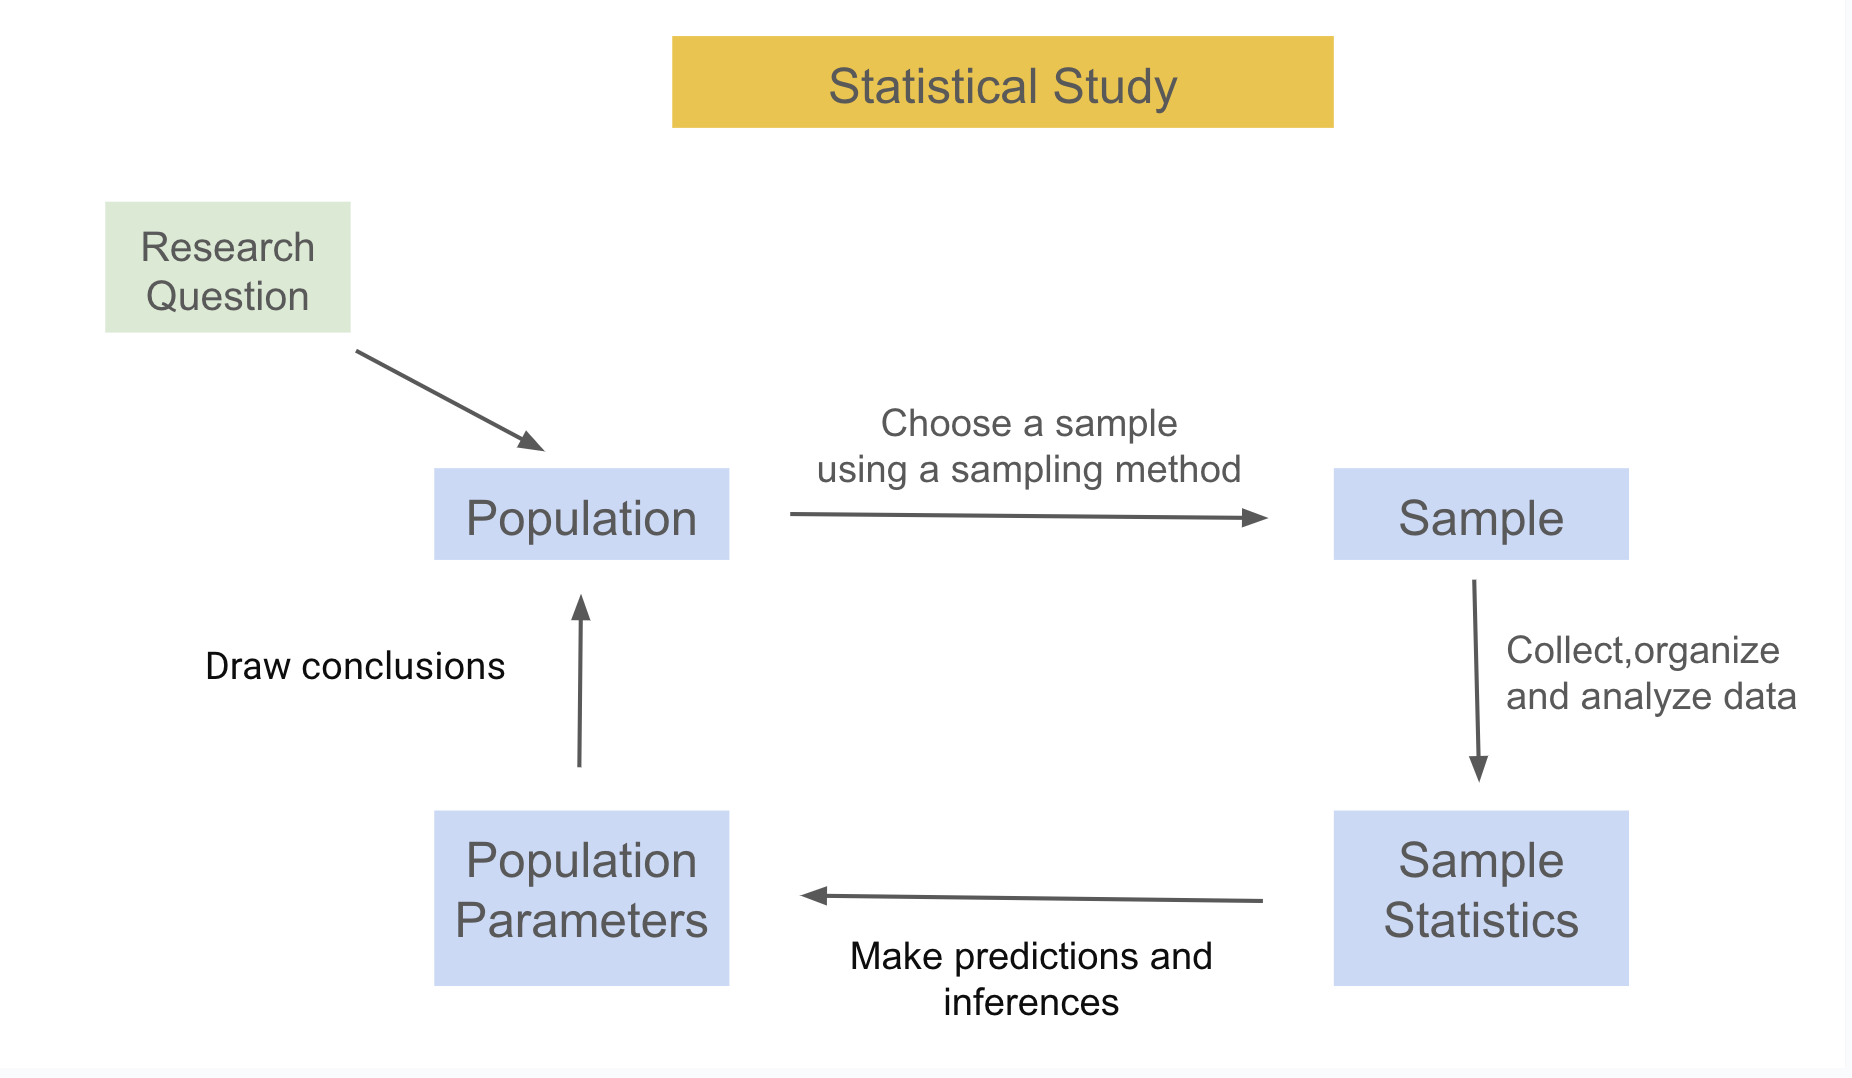 Statistical Study
Research
Question
Choose a sample
using a sampling method
Population
Sample
Draw conclusions
Collect,organize
and analyze data
Population
Parameters
Sample
Statistics
Make predictions and
inferences